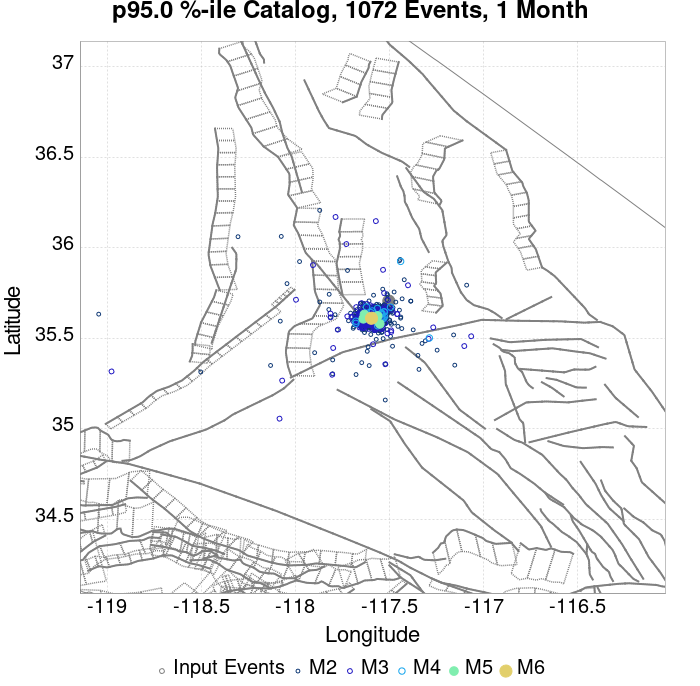 p95.0 %-ile Catalog, 1072 Events, 1 Month
37
36.5
36
35.5
35
34.5
Latitude
-119 -118.5 -118 -117.5 -117 -116.5
Longitude
Input Events M2 M3 M4 M5 M6